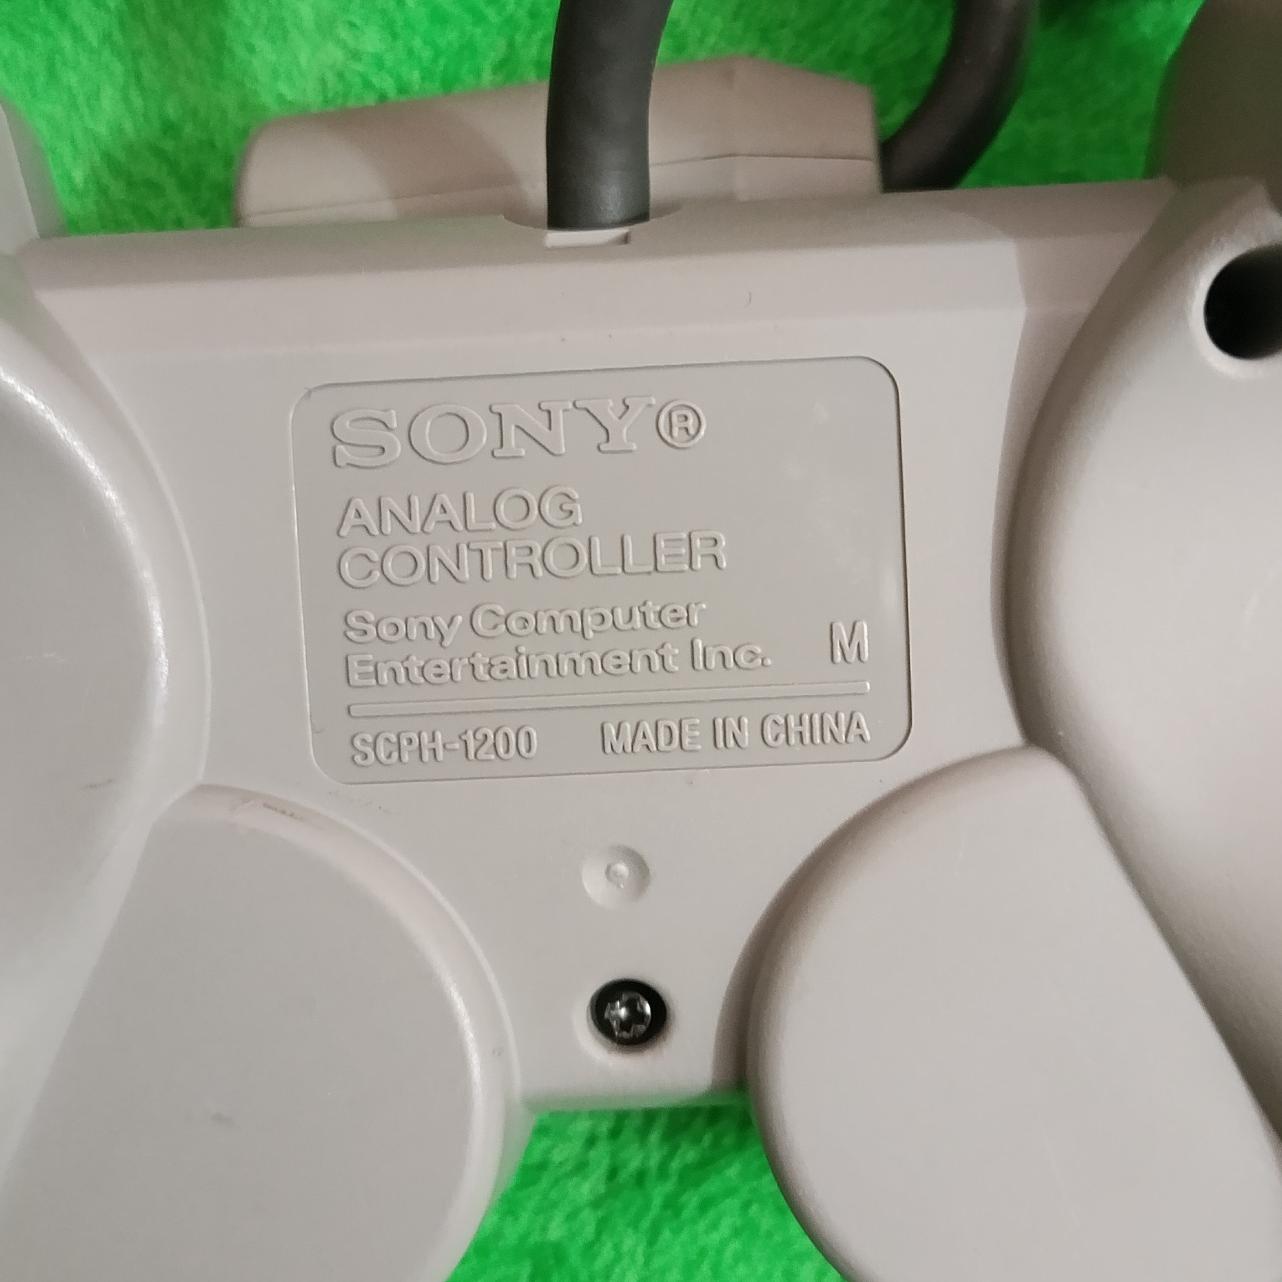 SONY®
ANALOG
CONTROLLER
Sony Computer
Entertainment Inc. M
SCPH-1200 MADE IN CHINA